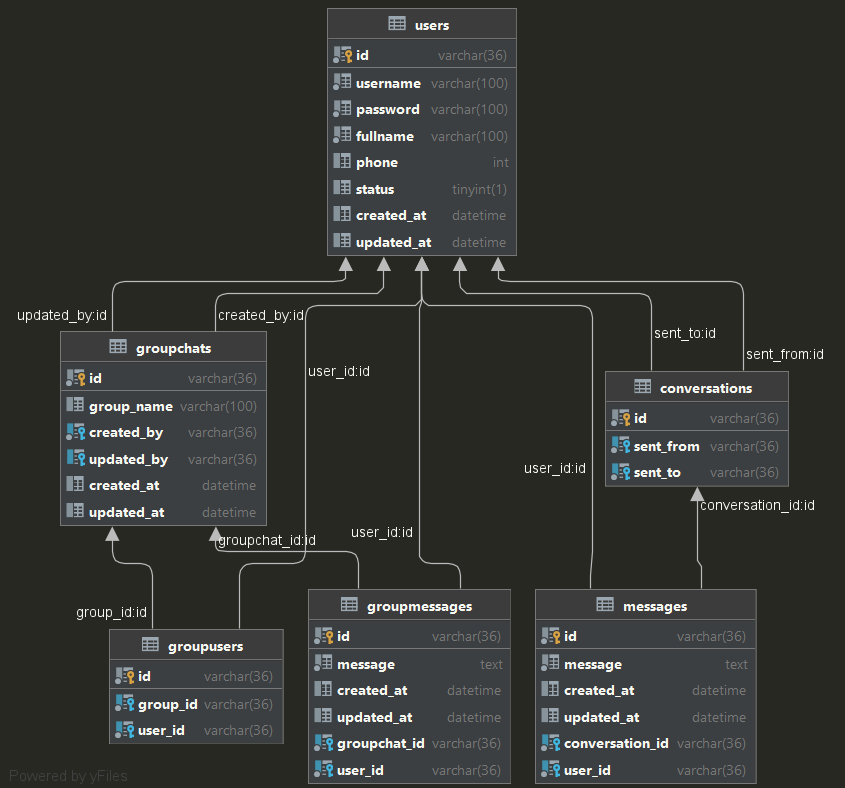 users
id varchar(36)
username varchar(100)
password varchar(100)
fullname varchar(100)
phone int
status tinyint(1)
created_at datetime
updated_at datetime
updated_by:id
created_by:id
user_id:id
sent_to:id
sent_from:id
groupchats
id varchar(36)
group_name varchar(100)
created_by varchar(36)
updated_by varchar(36)
created_at datetime
updated_at datetime
conversations
id varchar(36)
sent_from varchar(36)
sent_to varchar(36)
user_id:id
conversation_id:id
user_id:id
groupchat_id:id
group_id:id
groupusers
id varchar(36)
group_id varchar(36)
user_id varchar(36)
groupmessages
id varchar(36)
message text
created_at datetime
updated_at datetime
groupchat_id varchar(36)
user_id varchar(36)
messages
id varchar(36)
message text
created_at datetime
updated_at datetime
conversation_id varchar(36)
user_id varchar(36)
Powered by yFiles